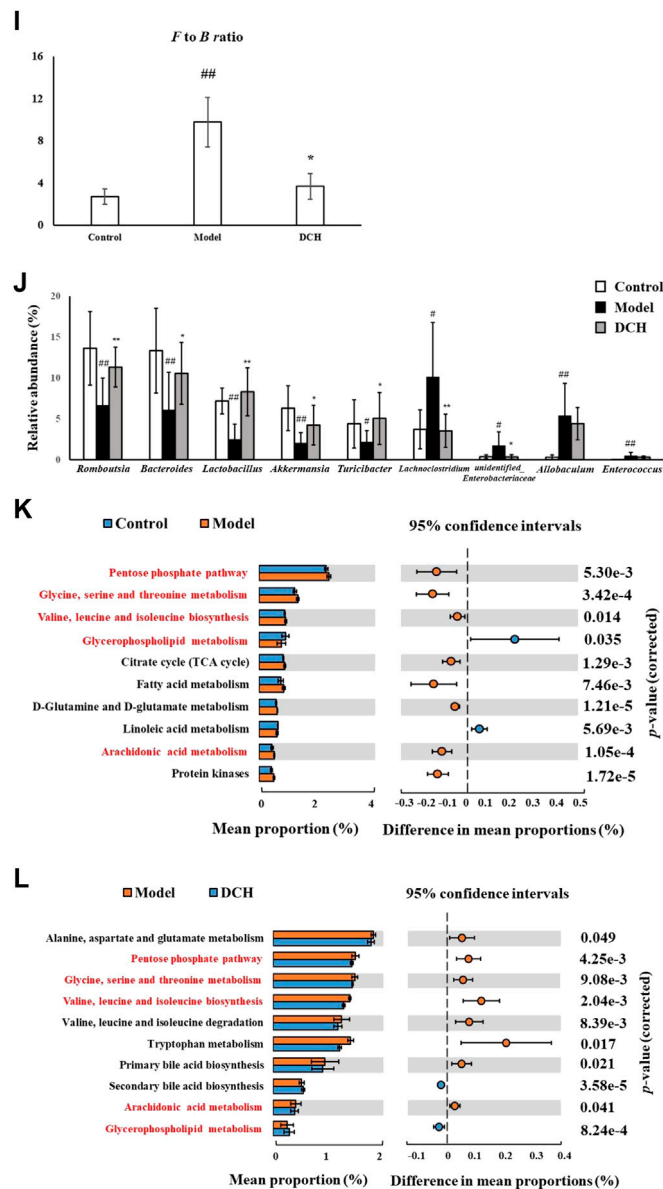 I
F to B ratio
16
12
8
4
0
##
*
Control
Model
DCH
J
Relative abundance (%)
20
15
10
5
0
Control
Model
DCH
##
**
##
*
##
**
##
*
#
*
#
**
#
*
##
##
Romboutsia
Bacteroides
Lactobacillus
Akkermansia
Turicibacter
Lachnoclostridium
unidentified_
Enterobacteriaceae
Allobaculum
Enterococcus
K
Control
Model
95% confidence intervals
Pentose phosphate pathway
5.30e-3
Glycine, serine and threonine metabolism
3.42e-4
Valine, leucine and isoleucine biosynthesis
0.014
Glycerophospholipid metabolism
0.035
Citrate cycle (TCA cycle)
1.29e-3
Fatty acid metabolism
7.46e-3
D-Glutamine and D-glutamate metabolism
1.21e-5
Linoleic acid metabolism
5.69e-3
Arachidonic acid metabolism
1.05e-4
Protein kinases
1.72e-5
p-value (corrected)
0
2
4
-0.3
-0.1
0.1
0.3
0.5
Mean proportion (%)
Difference in mean proportions (%)
L
Model
DCH
95% confidence intervals
Alanine, aspartate and glutamate metabolism
0.049
Pentose phosphate pathway
4.25e-3
Glycine, serine and threonine metabolism
9.08e-3
Valine, leucine and isoleucine biosynthesis
2.04e-3
Valine, leucine and isoleucine degradation
8.39e-3
Tryptophan metabolism
0.017
Primary bile acid biosynthesis
0.021
Secondary bile acid biosynthesis
3.58e-5
Arachidonic acid metabolism
0.041
Glycerophospholipid metabolism
8.24e-4
p-value (corrected)
0
1
2
-0.1
0
0.1
0.2
0.3
0.4
Mean proportion (%)
Difference in mean proportions (%)